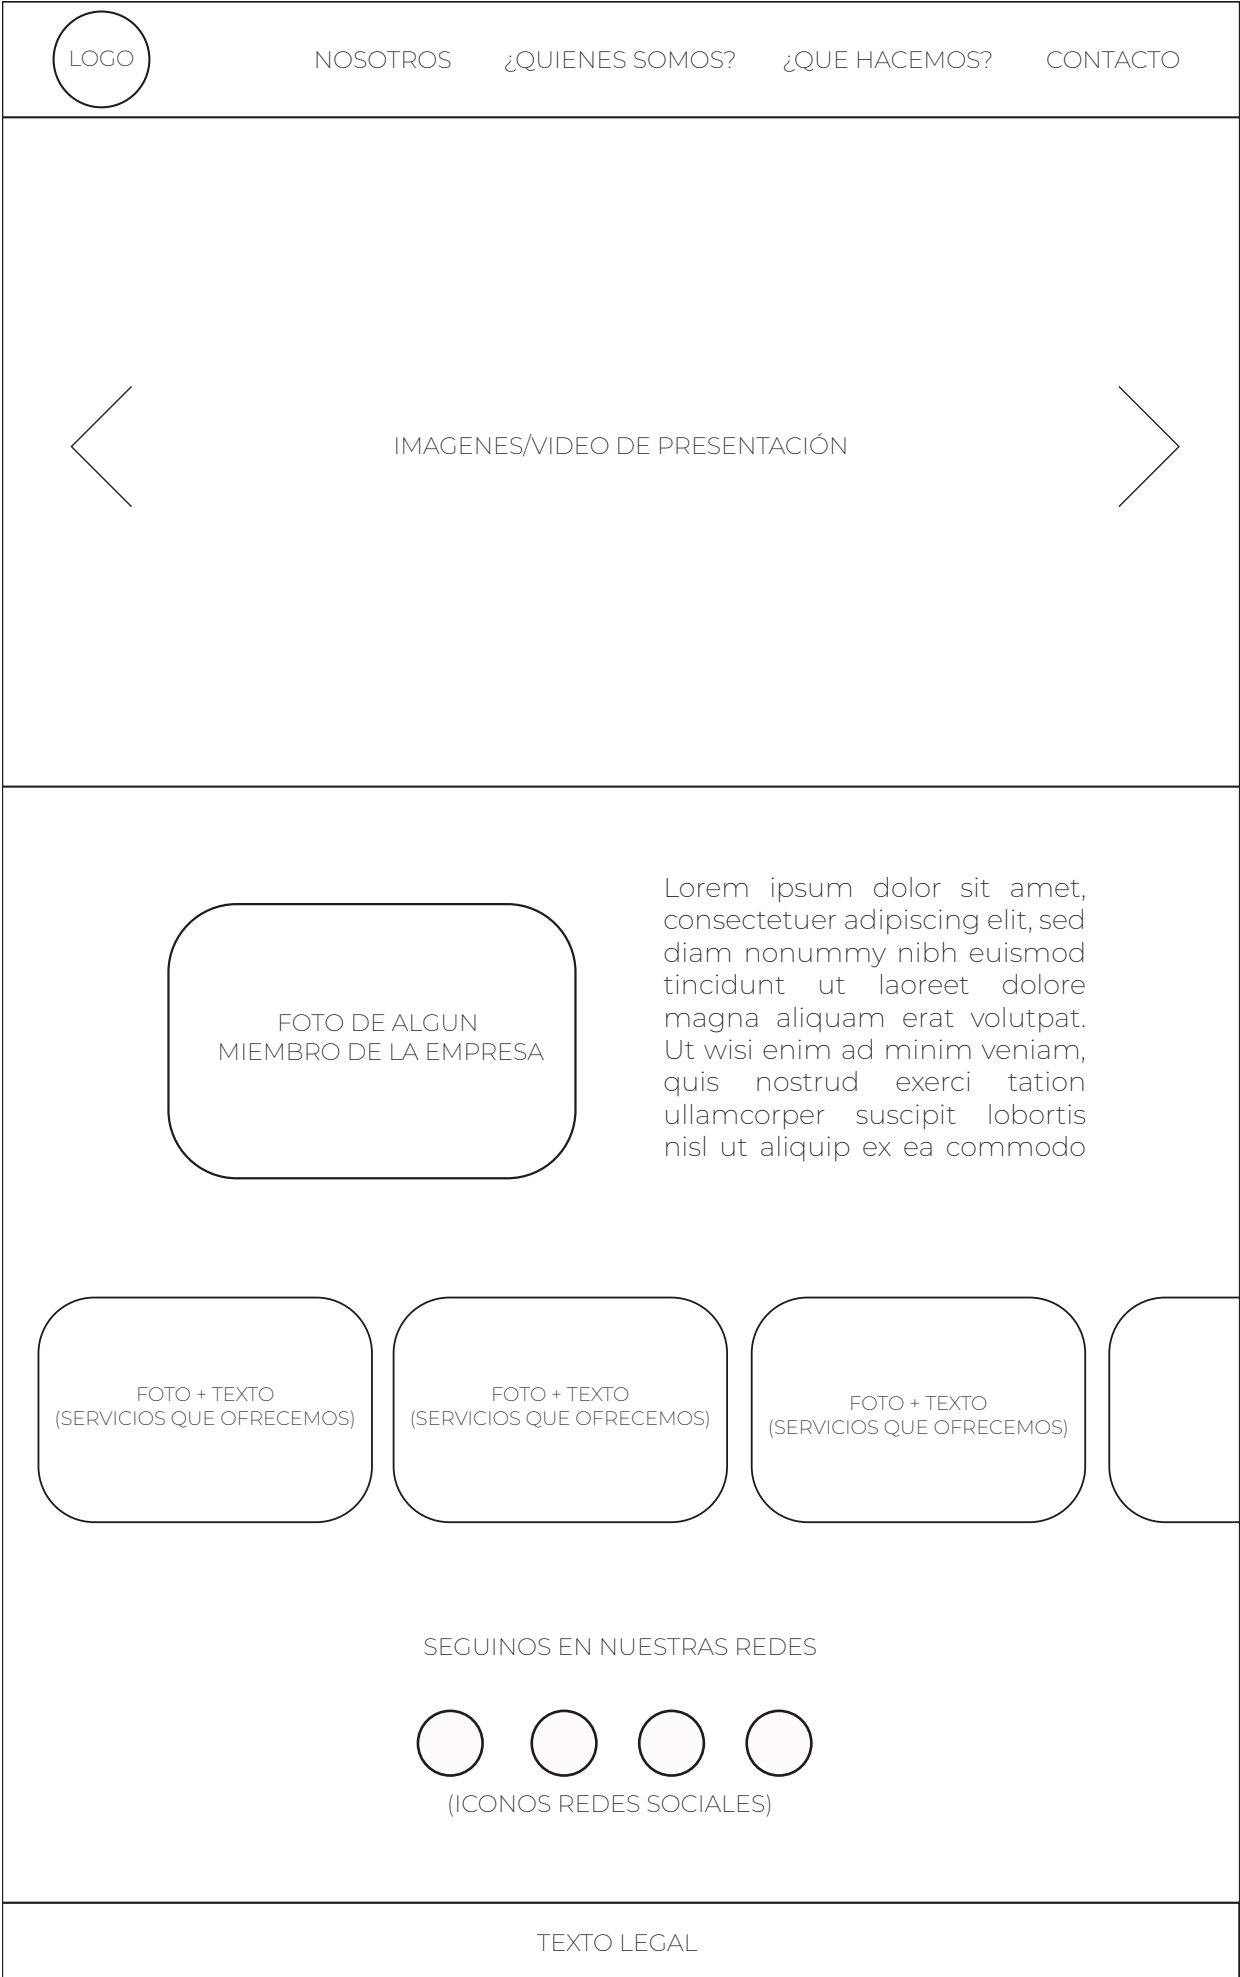 LOGO
NOSOTROS
¿QUIENES SOMOS?
¿QUE HACEMOS?
CONTACTO
IMAGENES/VIDEO DE PRESENTACIÓN
FOTO DE ALGUN
MIEMBRO DE LA EMPRESA
Lorem ipsum dolor sit amet,
consectetuer adipiscing elit, sed
diam nonummy nibh euismod
tincidunt ut laoreet dolore
magna aliquam erat volutpat.
Ut wisi enim ad minim veniam,
quis nostrud exerci tation
ullamcorper suscipit lobortis
nisl ut aliquip ex ea commodo
FOTO + TEXTO
(SERVICIOS QUE OFRECEMOS)
FOTO + TEXTO
(SERVICIOS QUE OFRECEMOS)
FOTO + TEXTO
(SERVICIOS QUE OFRECEMOS)
SEGUINOS EN NUESTRAS REDES
(ICONOS REDES SOCIALES)
TEXTO LEGAL